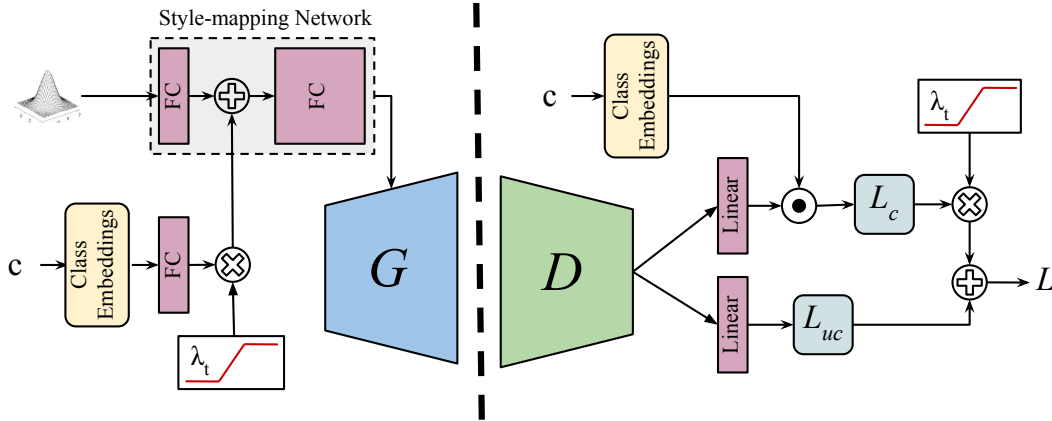 Style-mapping Network
FC
FC
c
Class
Embeddings
FC
λt
G
c
Class
Embeddings
λt
Linear
Lc
D
Linear
Luc
L